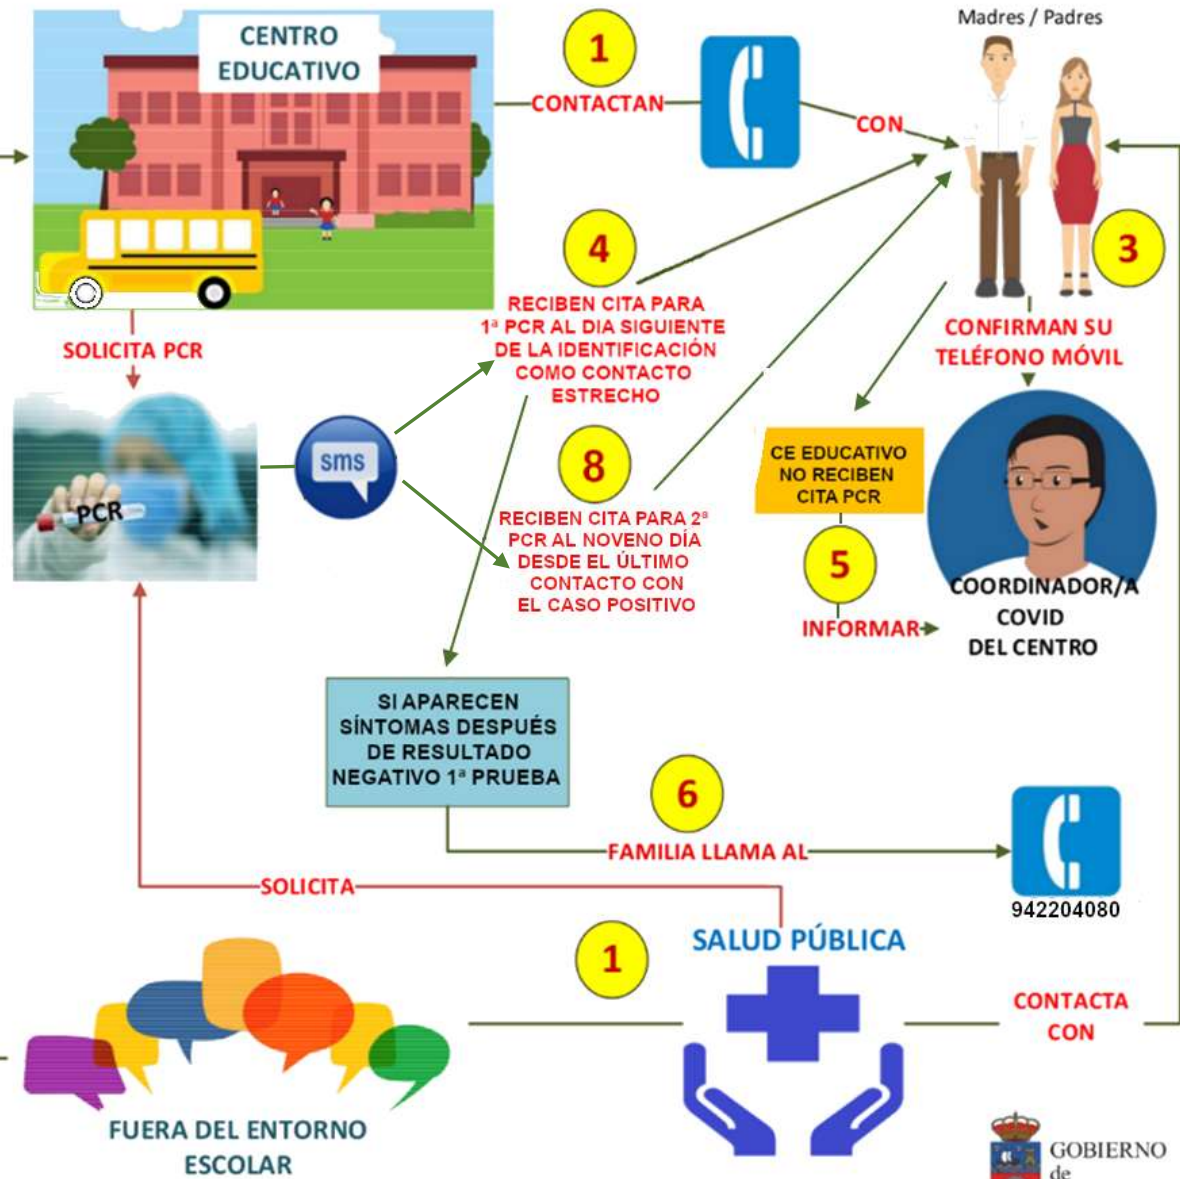 CENTRO
EDUCATIVO
1
CONTACTAN
CON
Madres / Padres
3
CONFIRMAN SU
TELÉFONO MÓVIL
SOLICITA PCR
PCR
sms
4
RECIBEN CITA PARA
1ª PCR AL DIA SIGUIENTE
DE LA IDENTIFICACIÓN
COMO CONTACTO
ESTRECHO
8
RECIBEN CITA PARA 2ª
PCR AL NOVENO DÍA
DESDE EL ÚLTIMO
CONTACTO CON
EL CASO POSITIVO
CE EDUCATIVO
NO RECIBEN
CITA PCR
5
INFORMAR
COORDINADOR/A
COVID
DEL CENTRO
SI APARECEN
SÍNTOMAS DESPUÉS
DE RESULTADO
NEGATIVO 1ª PRUEBA
6
FAMILIA LLAMA AL
942204080
SOLICITA
1
SALUD PÚBLICA
CONTACTA
CON
FUERA DEL ENTORNO
ESCOLAR
GOBIERNO
de